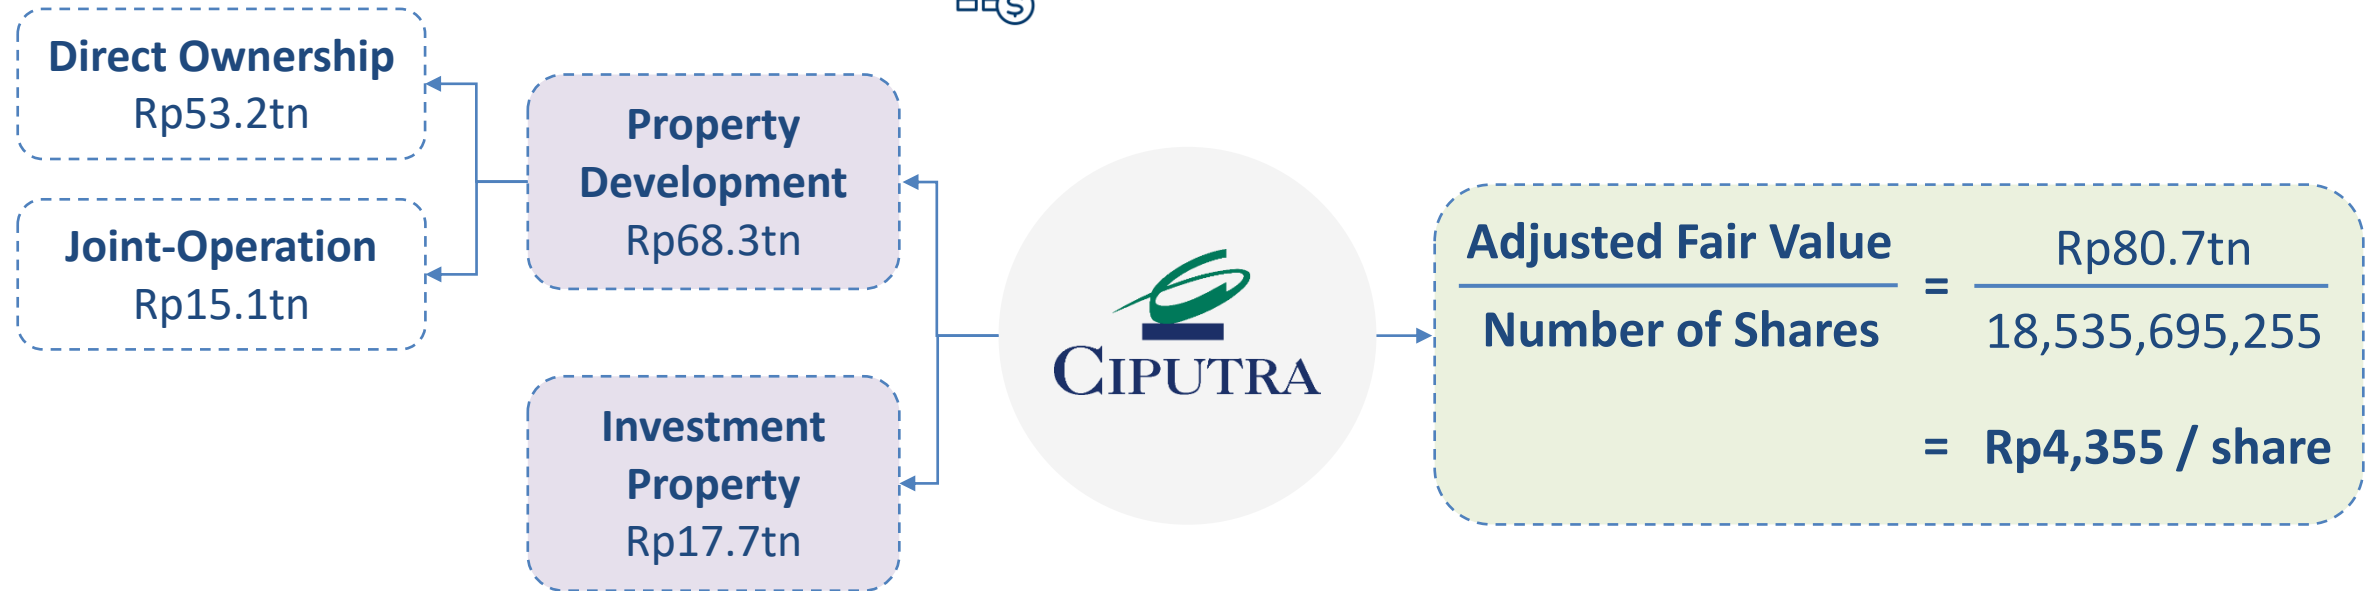 $
Direct Ownership
Rp53.2tn
Joint-Operation
Rp15.1tn
Property
Development
Rp68.3tn
Investment
Property
Rp17.7tn
CIPUTRA
Adjusted Fair Value
Number of Shares
=
Rp80.7tn
18,535,695,255
= Rp4,355 / share